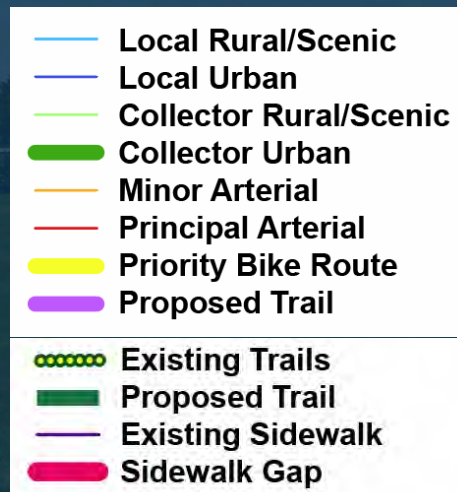 Local Rural/Scenic
Local Urban
Collector Rural/Scenic
Collector Urban
Minor Arterial
Principal Arterial
Priority Bike Route
Proposed Trail
Existing Trails
Proposed Trail
Existing Sidewalk
Sidewalk Gap